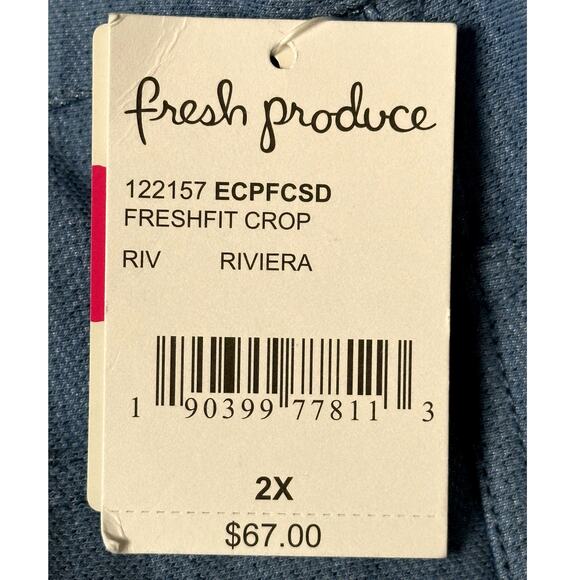 fresh produce
122157 ECPFCSD
FRESHFIT CROP
RIV RIVIERA
1 90399 77811 3
2X
$67.00